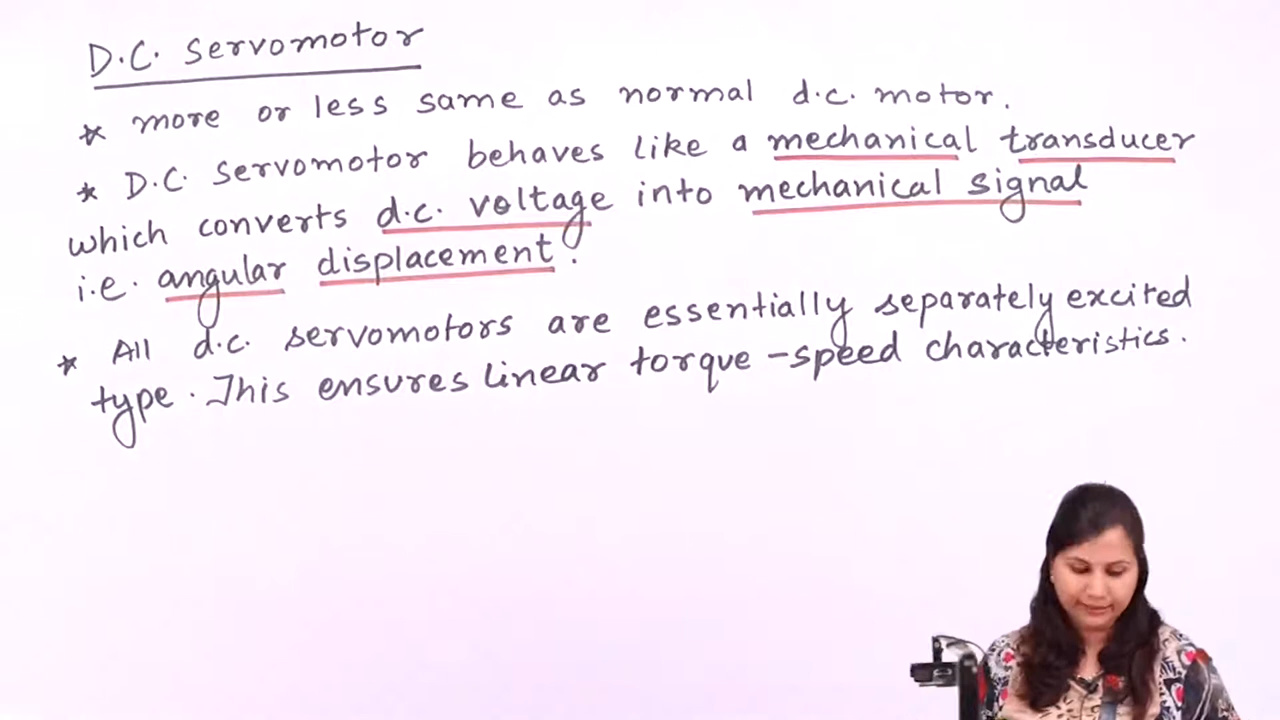 D.C. servomotor
* more or less same as normal d.c. motor.
* D.C. servomotor behaves like a mechanical transducer
which converts d.c. voltage into mechanical signal
i.e. angular displacement.
* All d.c. servomotors are essentially separately excited
type. This ensures linear torque-speed characteristics.